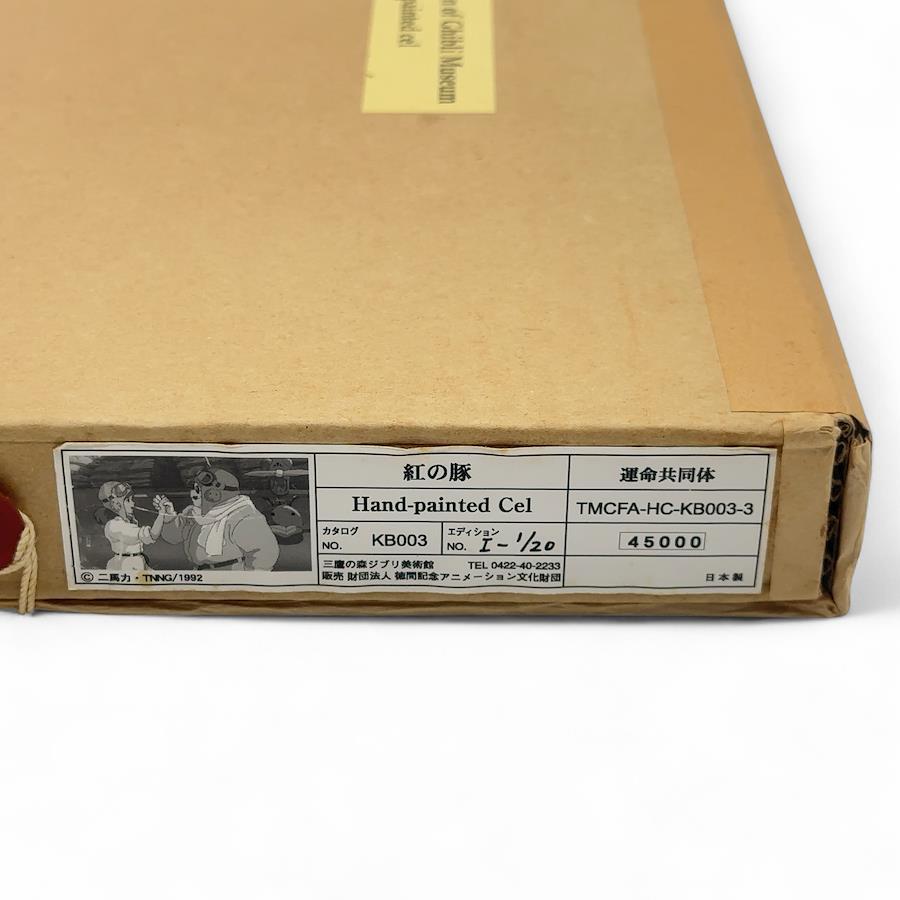 of Ghibli Museum
painted cel
紅の豚
Hand-painted Cel
カタログ
NO. KB003
エディション
NO. I-1/20
三鷹の森ジブリ美術館 TEL 0422-40-2233
販売 財団法人 徳間記念アニメーション文化財団
運命共同体
TMCFA-HC-KB003-3
45000
日本製
© 二馬力・TNNG/1992